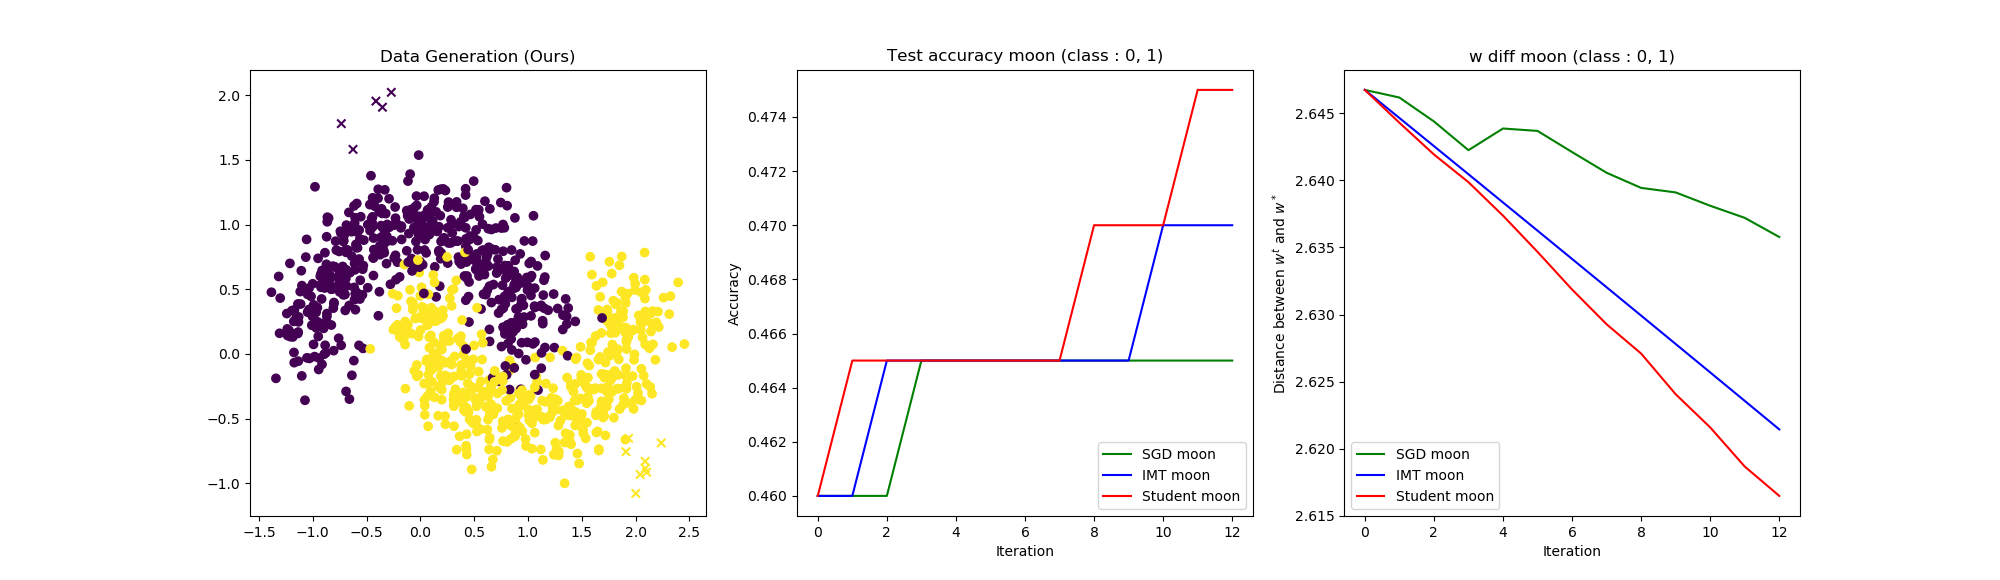 Data Generation (Ours)
2.0
1.5
1.0
0.5
0.0
−0.5
−1.0
−1.5 −1.0 −0.5 0.0 0.5 1.0 1.5 2.0 2.5
Test accuracy moon (class : 0, 1)
Accuracy
0.474
0.472
0.470
0.468
0.466
0.464
0.462
0.460
SGD moon
IMT moon
Student moon
0 2 4 6 8 10 12
Iteration
w diff moon (class : 0, 1)
Distance between w^t and w^*
2.645
2.640
2.635
2.630
2.625
2.620
2.615
SGD moon
IMT moon
Student moon
0 2 4 6 8 10 12
Iteration